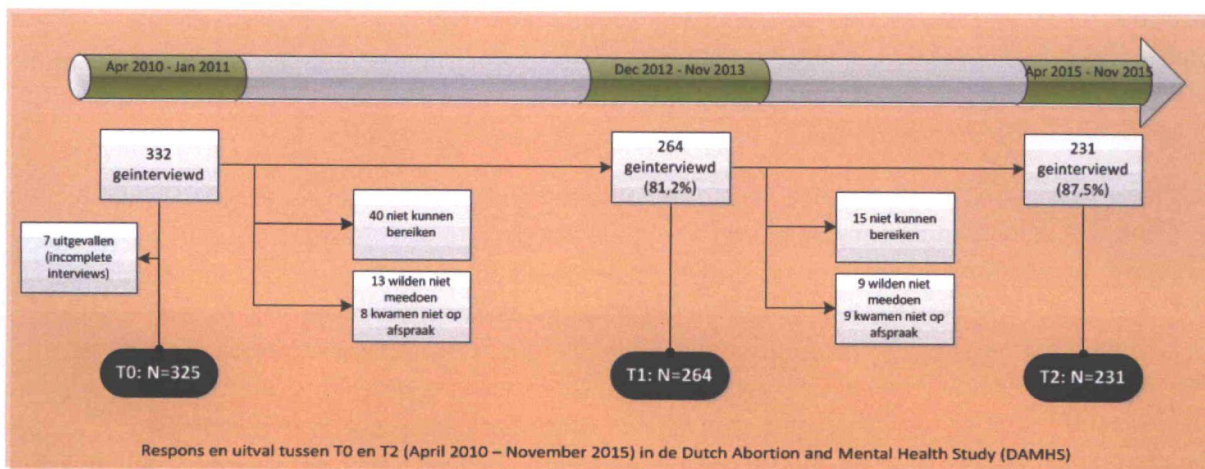 Apr 2010 - Jan 2011
Dec 2012 - Nov 2013
Apr 2015 - Nov 2015
332
geinterviewd
264
geinterviewd
(81,2%)
231
geinterviewd
(87,5%)
7 uitgevallen
(incomplete
interviews)
40 niet kunnen
bereiken
13 wilden niet
meedoen
8 kwamen niet op
afspraak
15 niet kunnen
bereiken
9 wilden niet
meedoen
9 kwamen niet op
afspraak
T0: N=325
T1: N=264
T2: N=231
Respons en uitval tussen T0 en T2 (April 2010 – November 2015) in de Dutch Abortion and Mental Health Study (DAMHS)